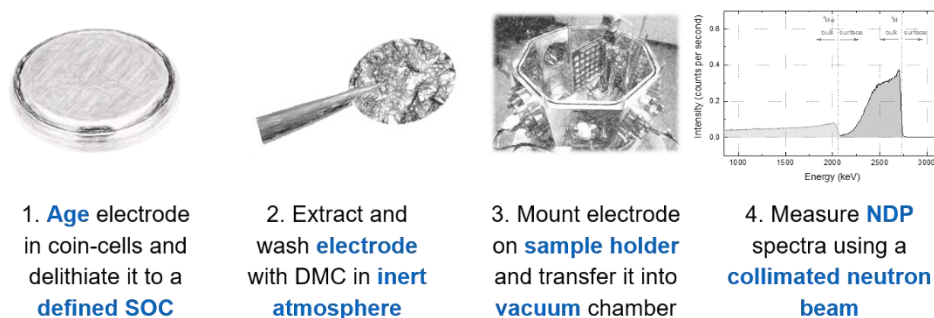 ⁴He
³H
bulk
surface
bulk
surface
0.6
0.4
0.2
0.0
Intensity (counts per second)
1000
1500
2000
2500
3000
Energy (keV)
1. Age electrode
in coin-cells and
delithiate it to a
defined SOC
2. Extract and
wash electrode
with DMC in inert
atmosphere
3. Mount electrode
on sample holder
and transfer it into
vacuum chamber
4. Measure NDP
spectra using a
collimated neutron
beam